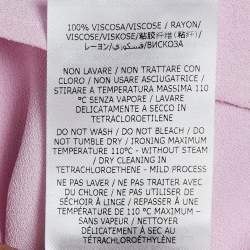 100% VISCOSA/VISCOSE / RAYON/
VISCOSE/VISKOSE/粘胶纤维(粘纤)/
レーヨン/فسكوزي/ВИСКОЗА
NON LAVARE / NON TRATTARE CON
CLORO / NON USARE ASCIUGATRICE /
STIRARE A TEMPERATURA MASSIMA 110
°C SENZA VAPORE / LAVARE
DELICATAMENTE A SECCO IN
TETRACLOROETILENE
DO NOT WASH / DO NOT BLEACH / DO
NOT TUMBLE DRY / IRONING MAXIMUM
TEMPERATURE 110°C - WITHOUT STEAM
/ DRY CLEANING IN
TETRACHLOROETHENE - MILD PROCESS
NE PAS LAVER / NE PAS TRAITER AVEC
DU CHLORE / NE PAS UTILISER DE
SÉCHOIR À LINGE / REPASSER À UNE
TEMPÉRATURE DE 110 °C MAXIMUM –
SANS VAPEUR / NETTOYER
DÉLICATEMENT À SEC AU
TÉTRACHLOROÉTHYLÈNE